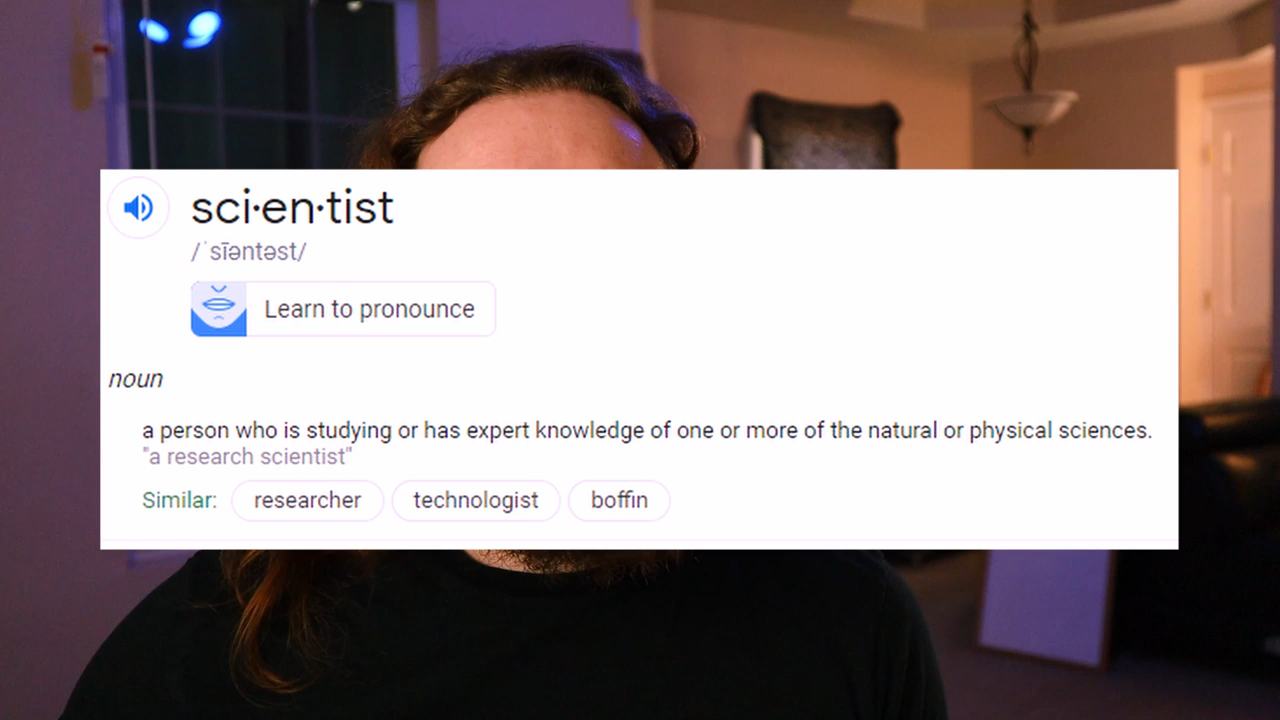 sci·en·tist
/ˈsīəntəst/
Learn to pronounce
noun
a person who is studying or has expert knowledge of one or more of the natural or physical sciences.
"a research scientist"
Similar: researcher technologist boffin